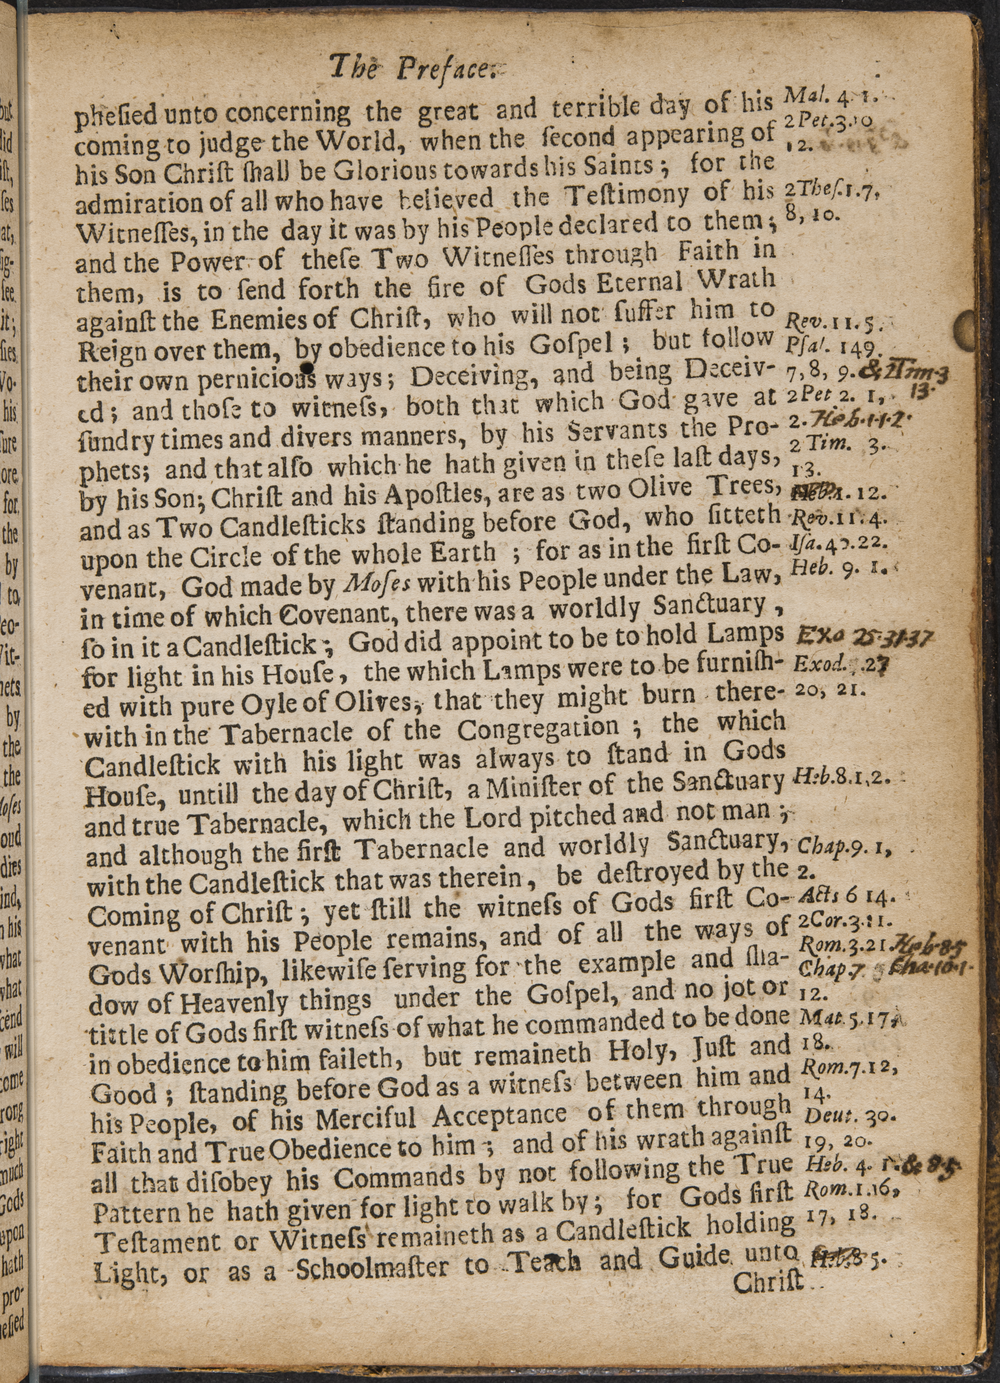 The Preface.
pheſied unto concerning the great and terrible day of his
coming to judge the World, when the ſecond appearing of
his Son Chriſt ſhall be Glorious towards his Saints; for the
admiration of all who have believed the Teſtimony of his
Witneſſes, in the day it was by his People declared to them;
and the Power of theſe Two Witneſſes through Faith in
them, is to ſend forth the fire of Gods Eternal Wrath
againſt the Enemies of Chriſt, who will not ſuffer him to
Reign over them, by obedience to his Goſpel; but follow
their own pernicious ways; Deceiving, and being Deceiv-
ed; and thoſe to witneſs, both that which God gave at
ſundry times and divers manners, by his Servants the Pro-
phets; and that alſo which he hath given in theſe laſt days,
by his Son; Chriſt and his Apoſtles, are as two Olive Trees,
and as Two Candleſticks ſtanding before God, who ſitteth
upon the Circle of the whole Earth; for as in the firſt Co-
venant, God made by Moſes with his People under the Law,
in time of which Covenant, there was a worldly Sanctuary,
ſo in it a Candleſtick; God did appoint to be to hold Lamps
for light in his Houſe, the which Lamps were to be furniſh-
ed with pure Oyle of Olives; that they might burn there-
with in the Tabernacle of the Congregation; the which
Candleſtick with his light was always to ſtand in Gods
Houſe, untill the day of Chriſt, a Miniſter of the Sanctuary
and true Tabernacle, which the Lord pitched and not man;
and although the firſt Tabernacle and worldly Sanctuary,
with the Candleſtick that was therein, be deſtroyed by the
Coming of Chriſt; yet ſtill the witneſs of Gods firſt Co-
venant with his People remains, and of all the ways of
Gods Worſhip, likewiſe ſerving for the example and ſha-
dow of Heavenly things under the Goſpel, and no jot or
tittle of Gods firſt witneſs of what he commanded to be done
in obedience to him faileth, but remaineth Holy, Juſt and
Good; ſtanding before God as a witneſs between him and
his People, of his Merciful Acceptance of them through
Faith and True Obedience to him; and of his wrath againſt
all that diſobey his Commands by not following the True
Pattern he hath given for light to walk by; for Gods firſt
Teſtament or Witneſs remaineth as a Candleſtick holding
Light, or as a Schoolmaſter to Teach and Guide unto
Chriſt
Mal. 4 1.
2 Pet. 3.10
12.
2 Theſ. 1.7,
8, 10.
Rev. 11. 5.
Pſal. 149.
7, 8, 9. & 2 Tim 3
13
2 Pet 2. 1,
2. Heb. 1-1-2.
2 Tim. 3.
13.
12.
Rev. 11. 4.
Iſa. 40.22.
Heb. 9. 1.
Exo 25-31-37
Exod. 27
20, 21.
Heb. 8.1,2.
Chap. 9. 1,
2.
Acts 6 14.
2 Cor. 3.11.
Rom. 3.21 Heb-8-5
Chap. 7. Cha-10-1
12.
Mat. 5.17,
18.
Rom. 7.12,
14.
Deut. 30.
19, 20.
Heb. 4. 1. & 8-5
Rom. 1.16,
17, 18.
5.